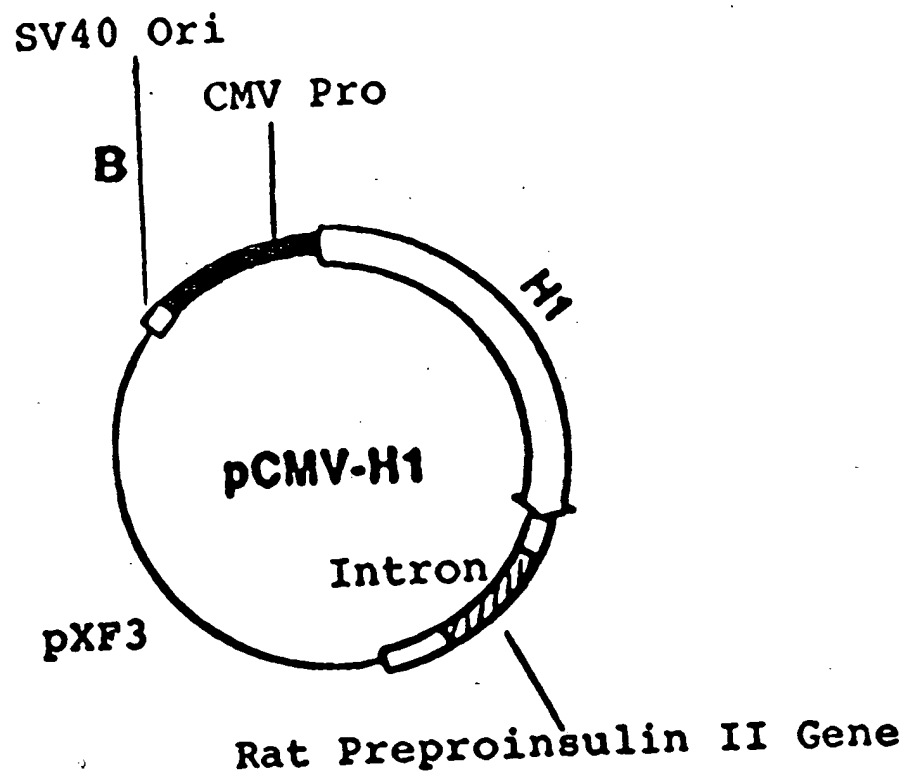 SV40 Ori
CMV Pro
B
H1
pCMV-H1
Intron
pXF3
Rat Preproinsulin II Gene